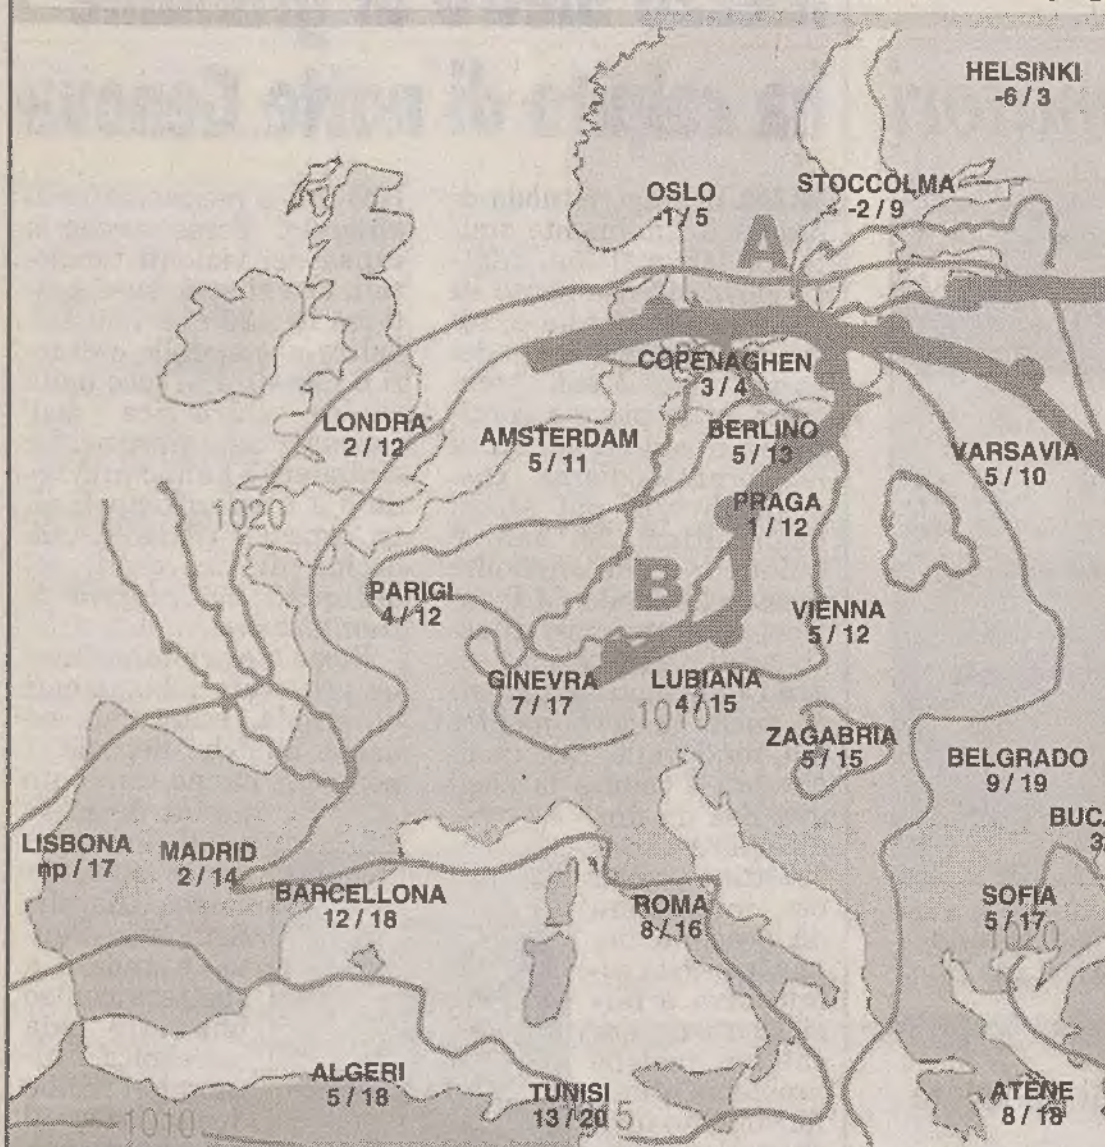 HELSINKI
-6 / 3
OSLO
-1 / 5
STOCCOLMA
-2 / 9
A
COPENAGHEN
3 / 4
LONDRA
2 / 12
AMSTERDAM
5 / 11
BERLINO
5 / 13
VARSAVIA
5 / 10
1020
PRAGA
1 / 12
B
PARIGI
4 / 12
VIENNA
5 / 12
GINEVRA
7 / 17
LUBIANA
4 / 15
1010
ZAGABRIA
5 / 15
BELGRADO
9 / 19
LISBONA
np / 17
MADRID
2 / 14
BARCELLONA
12 / 18
ROMA
8 / 16
SOFIA
5 / 17
1020
ALGERI
5 / 18
TUNISI
13 / 20
ATENE
8 / 18
1010